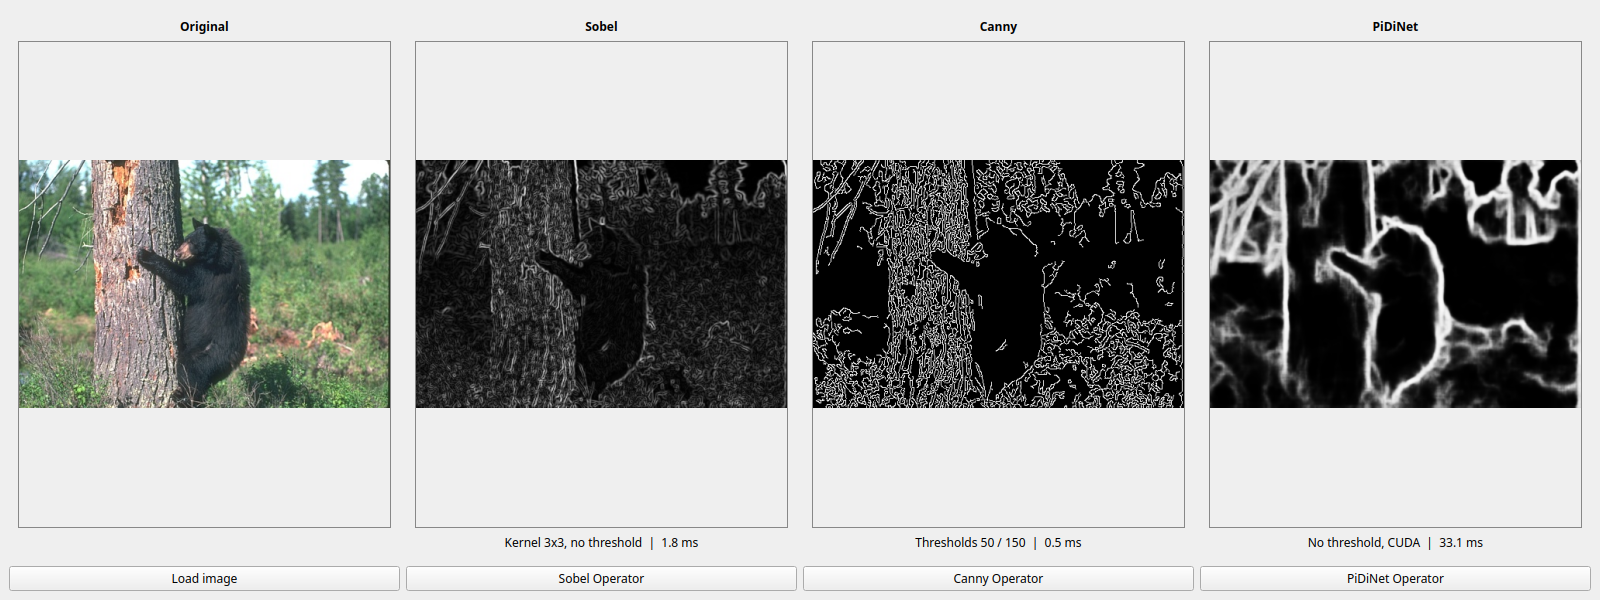 Original
Sobel
Canny
PiDiNet
Kernel 3x3, no threshold | 1.8 ms
Thresholds 50 / 150 | 0.5 ms
No threshold, CUDA | 33.1 ms
Load image
Sobel Operator
Canny Operator
PiDiNet Operator